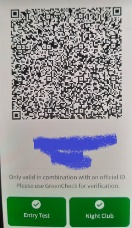 Only valid in combination with an official ID
Please use GreenCheck for verification.
Entry Test
Night Club